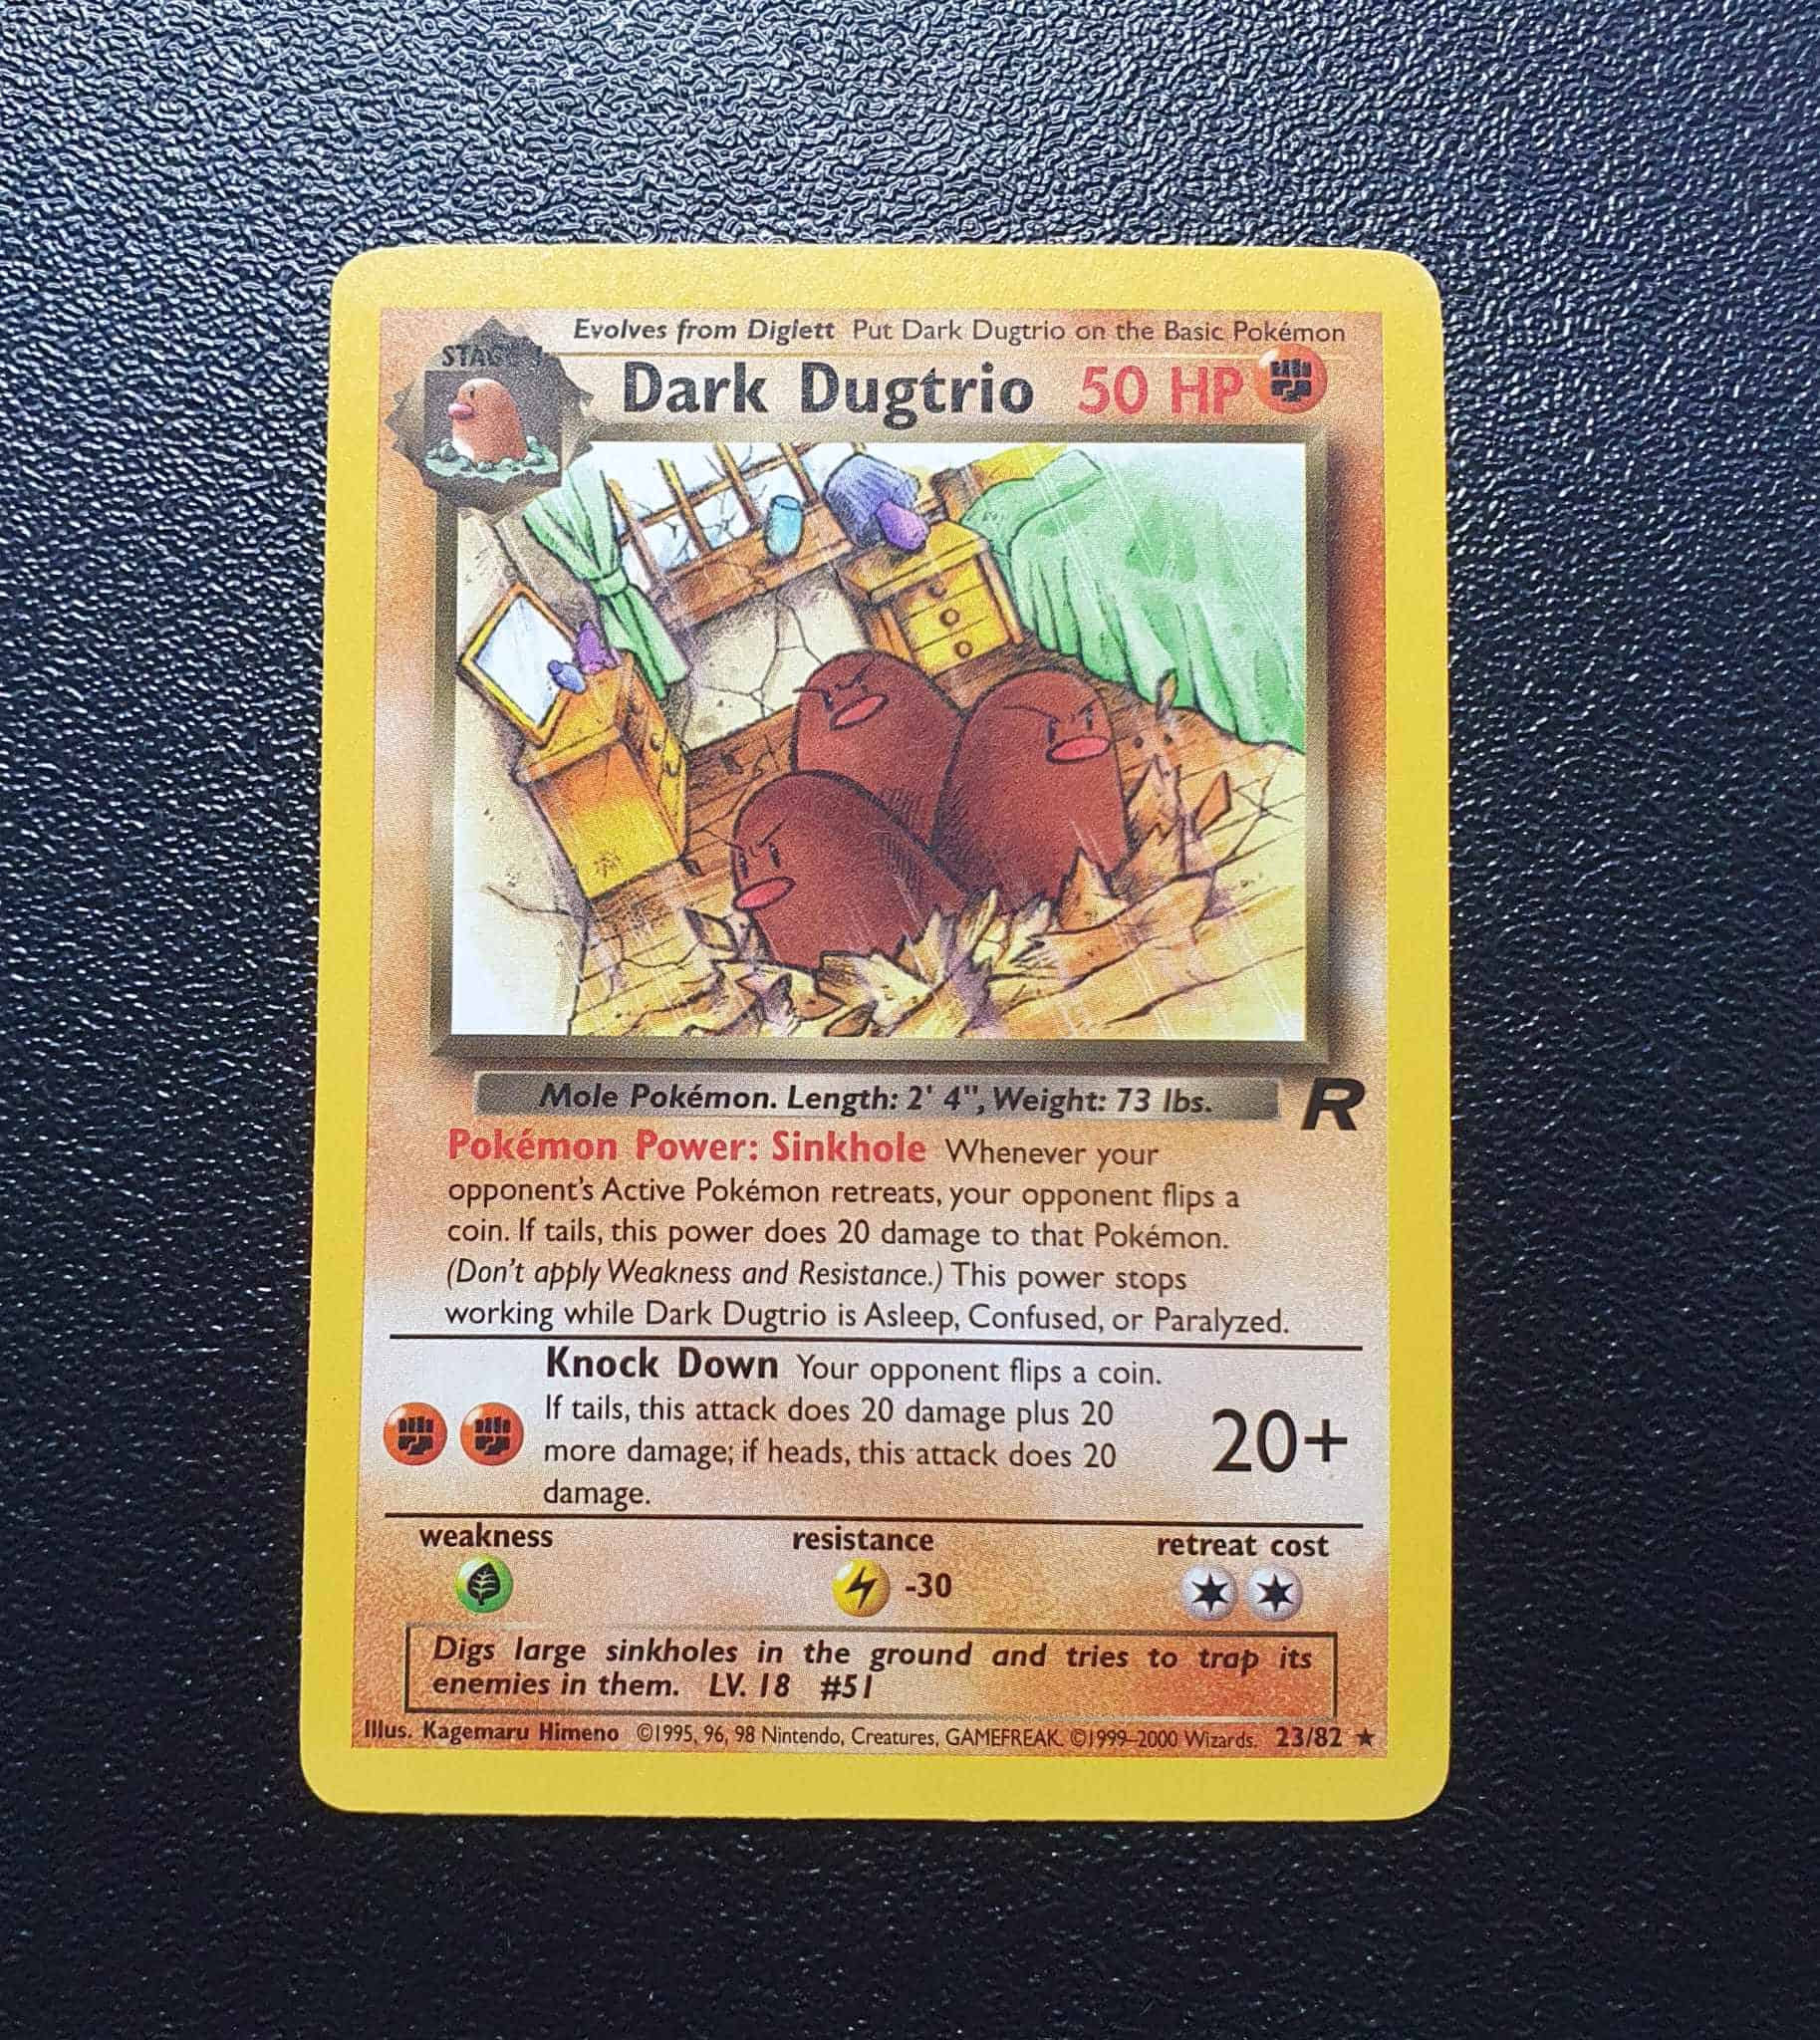 Evolves from Diglett Put Dark Dugtrio on the Basic Pokémon
STAGE 1
Dark Dugtrio 50 HP
Mole Pokémon. Length: 2' 4", Weight: 73 lbs.
R
Pokémon Power: Sinkhole Whenever your
opponent's Active Pokémon retreats, your opponent flips a
coin. If tails, this power does 20 damage to that Pokémon.
(Don't apply Weakness and Resistance.) This power stops
working while Dark Dugtrio is Asleep, Confused, or Paralyzed.
Knock Down Your opponent flips a coin.
If tails, this attack does 20 damage plus 20
more damage; if heads, this attack does 20
damage.
20+
weakness resistance retreat cost
-30
Digs large sinkholes in the ground and tries to trap its
enemies in them. LV. 18 #51
Illus. Kagemaru Himeno ©1995, 96, 98 Nintendo, Creatures, GAMEFREAK. ©1999–2000 Wizards. 23/82 ★